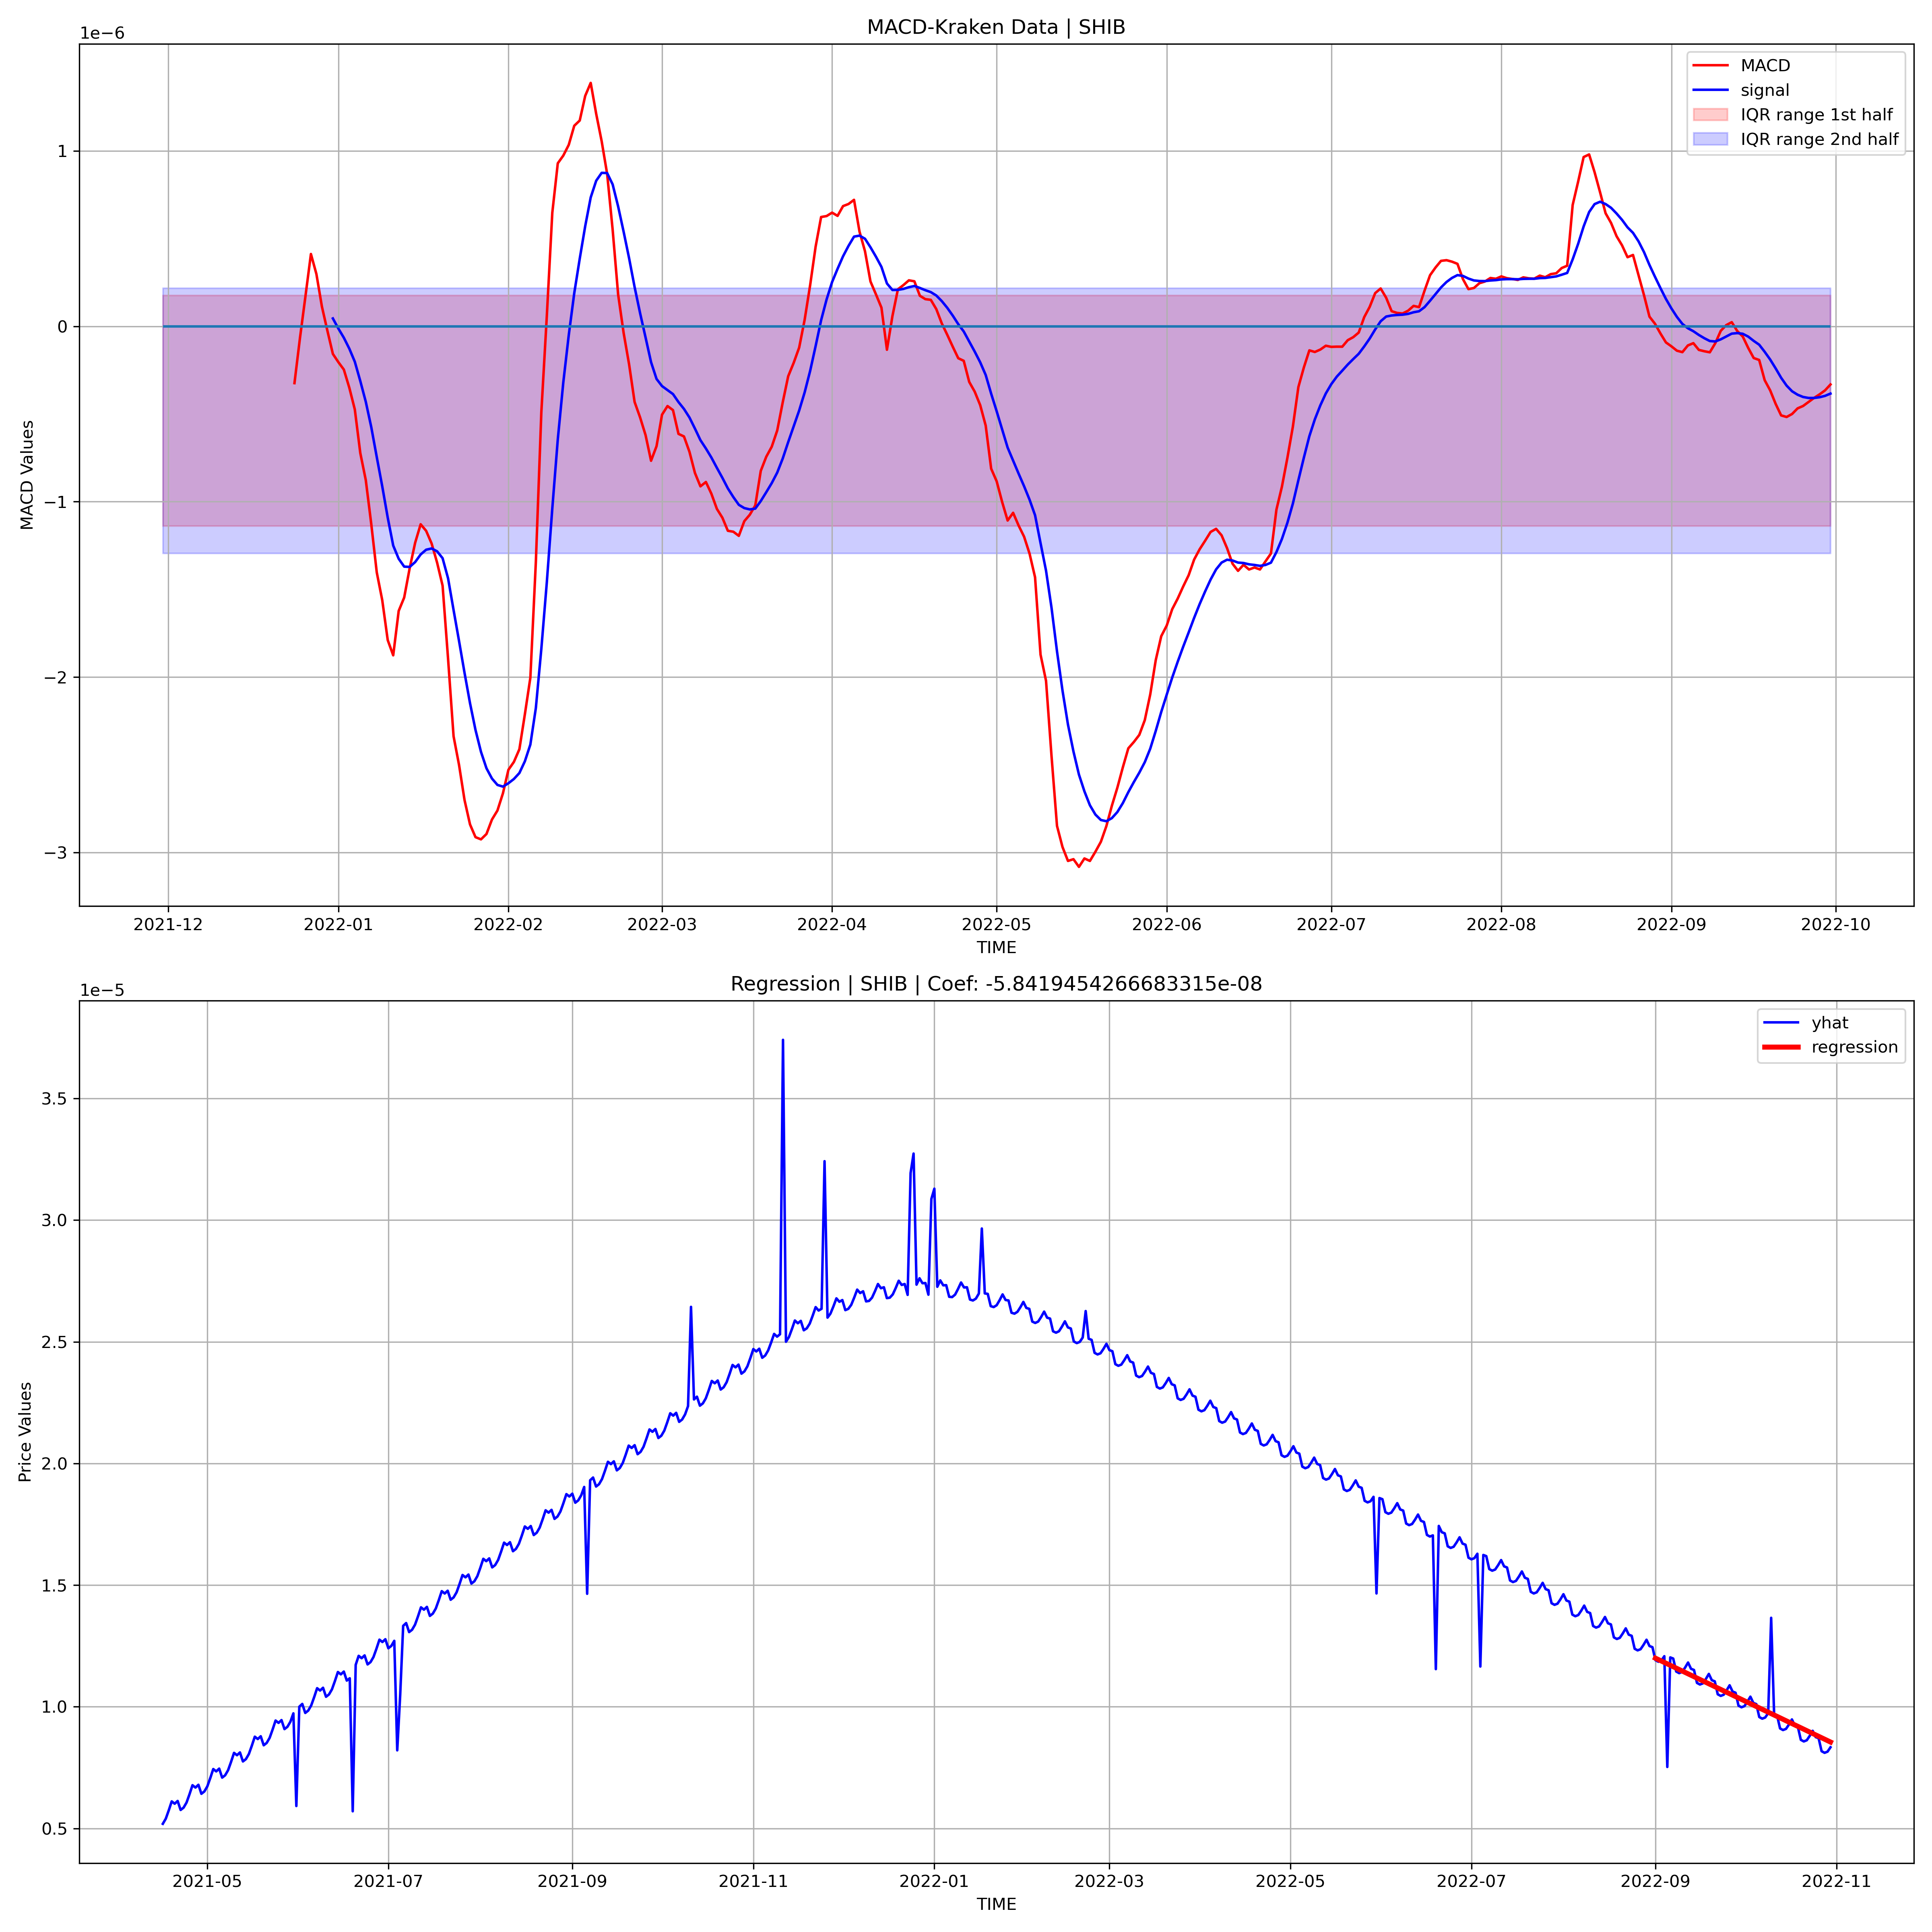 MACD-Kraken Data | SHIB
1e−6
MACD
signal
IQR range 1st half
IQR range 2nd half
1
0
−1
−2
−3
MACD Values
2021-12 2022-01 2022-02 2022-03 2022-04 2022-05 2022-06 2022-07 2022-08 2022-09 2022-10
TIME
Regression | SHIB | Coef: -5.8419454266683315e-08
1e−5
yhat
regression
3.5
3.0
2.5
2.0
1.5
1.0
0.5
Price Values
2021-05 2021-07 2021-09 2021-11 2022-01 2022-03 2022-05 2022-07 2022-09 2022-11
TIME